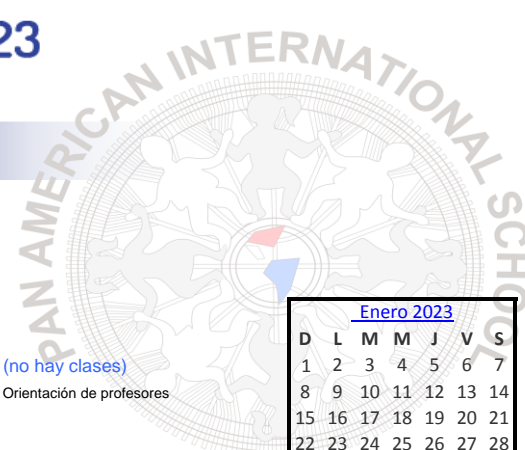 23
PAN AMERICAN INTERNATIONAL SCHOOL
(no hay clases)
Orientación de profesores
Enero 2023
D L M M J V S
1 2 3 4 5 6 7
8 9 10 11 12 13 14
15 16 17 18 19 20 21
22 23 24 25 26 27 28